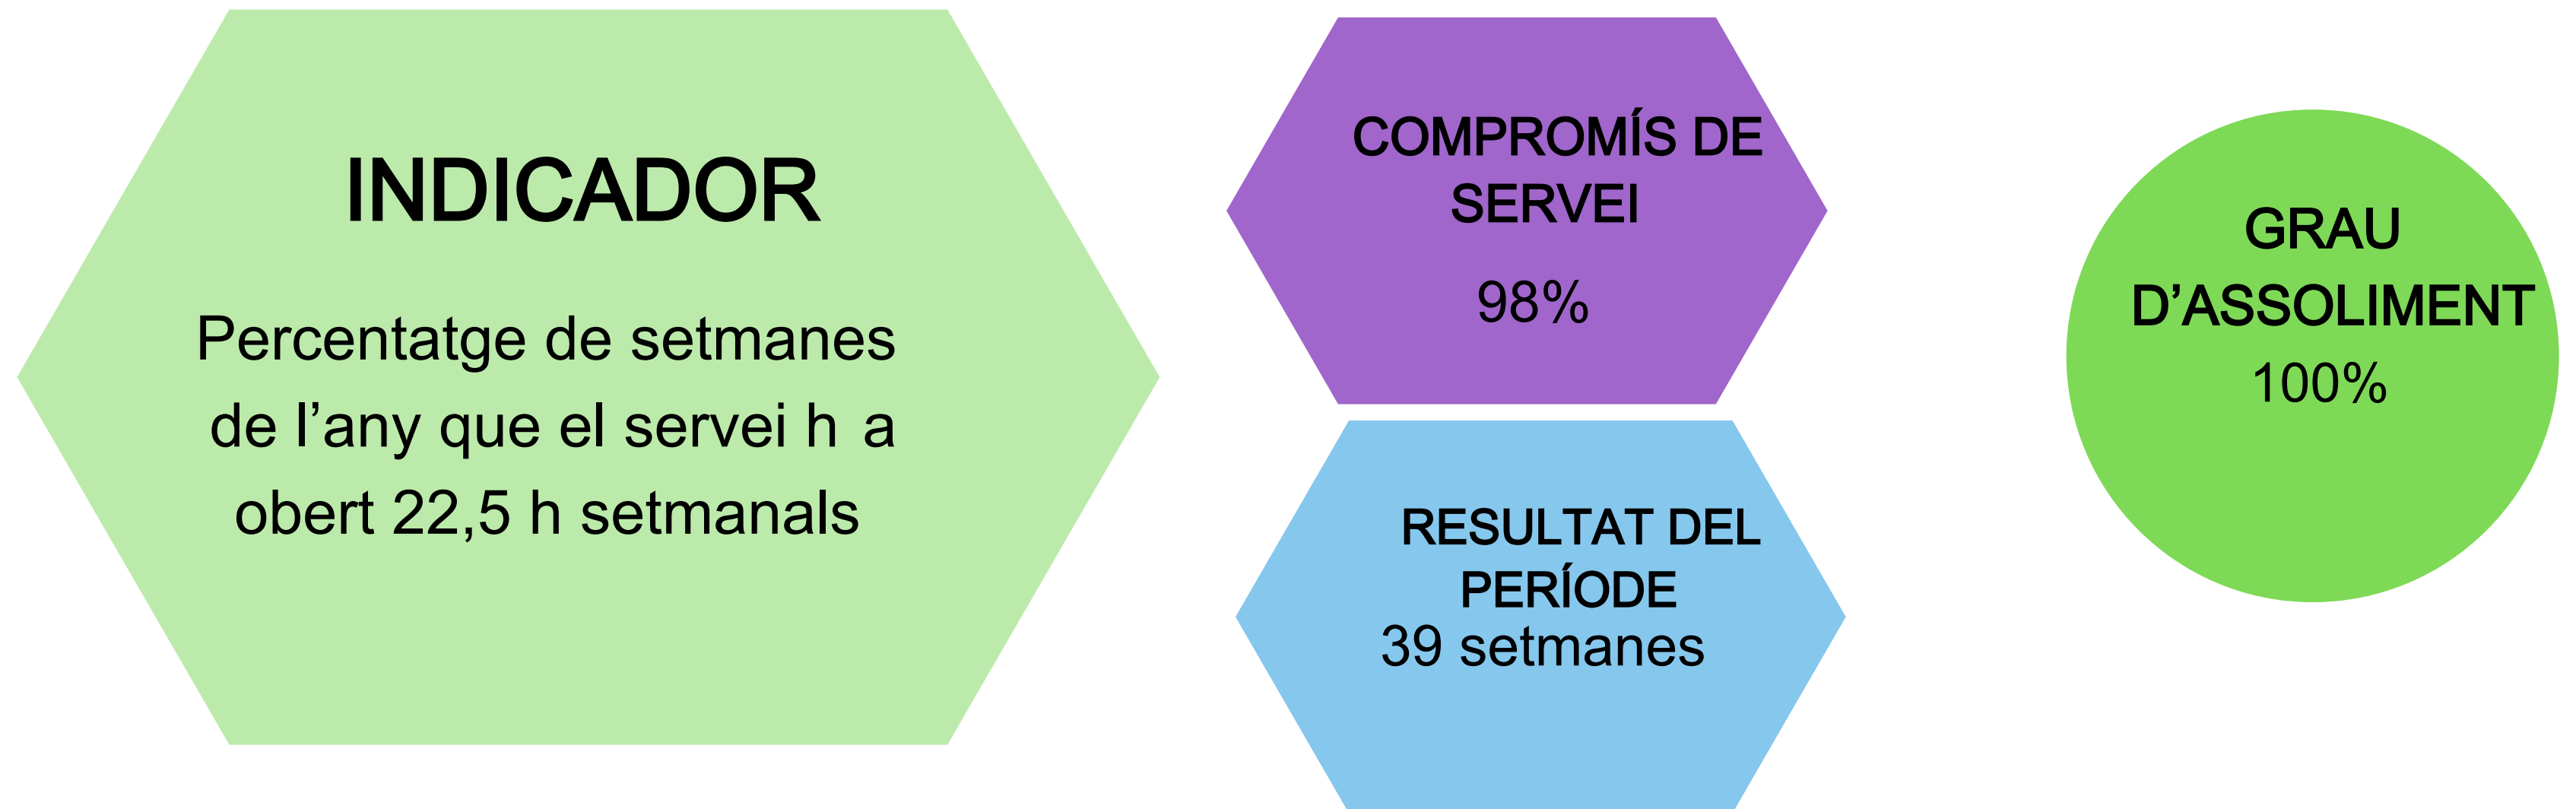 INDICADOR
Percentatge de setmanes
de l’any que el servei h a
obert 22,5 h setmanals
COMPROMÍS DE
SERVEI
98%
RESULTAT DEL
PERÍODE
39 setmanes
GRAU
D’ASSOLIMENT
100%